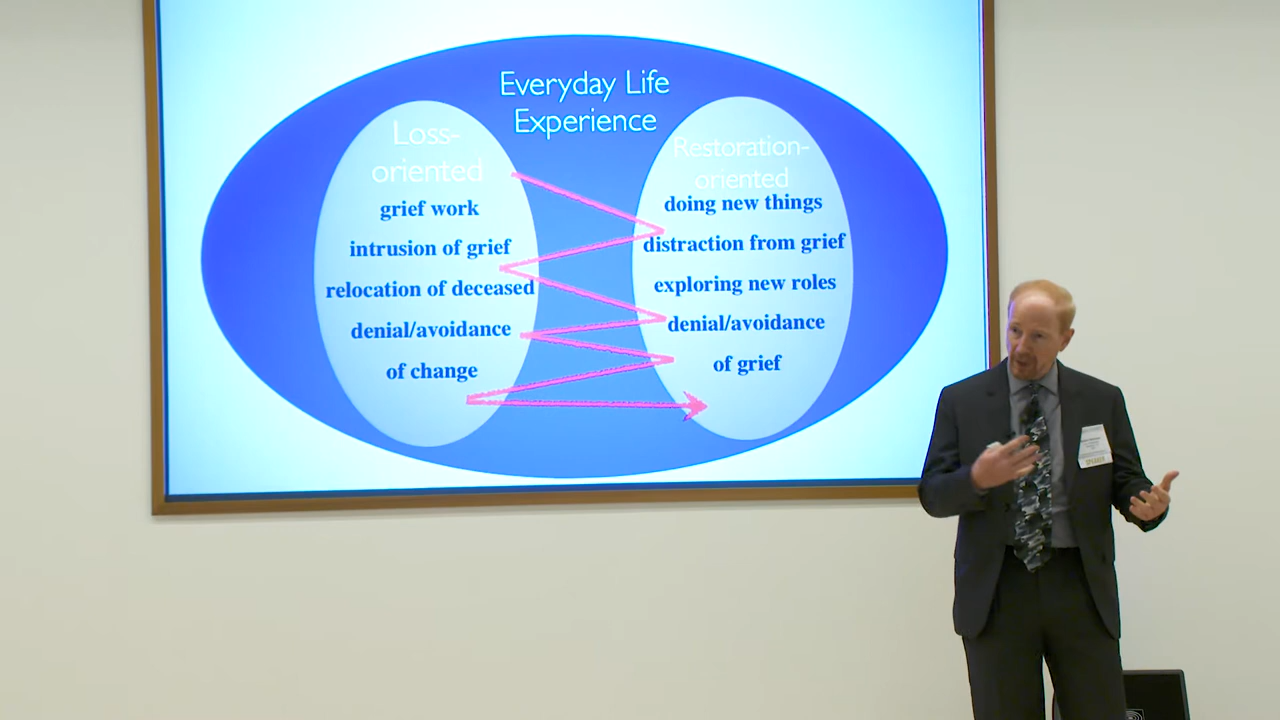 Everyday Life
Experience
Loss-
oriented
grief work
intrusion of grief
relocation of deceased
denial/avoidance
of change
Restoration-
oriented
doing new things
distraction from grief
exploring new roles
denial/avoidance
of grief
SPEAKER